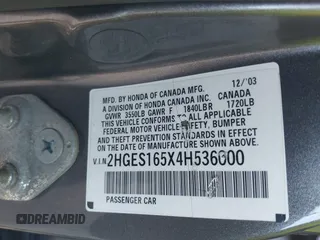 MFD. BY HONDA OF CANADA MFG.
A DIVISION OF HONDA CANADA INC.
12/'03
CANADA
GVWR 3550LB GAWR F 1840LB
R 1720LB
THIS VEHICLE CONFORMS TO ALL APPLICABLE
FEDERAL MOTOR VEHICLE SAFETY, BUMPER,
AND THEFT PREVENTION STANDARDS IN EFFECT
ON THE DATE OF MANUFACTURE SHOWN ABOVE.
V.I.N. 2HGES165X4H536000
PASSENGER CAR
DREAMBID